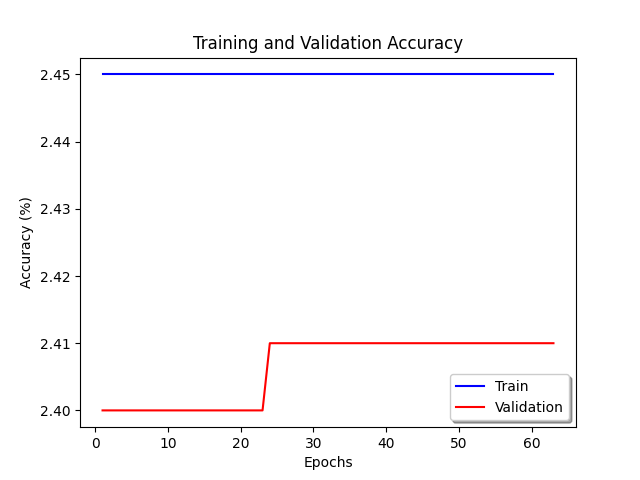 Training and Validation Accuracy
Accuracy (%)
2.45
2.44
2.43
2.42
2.41
2.40
0 10 20 30 40 50 60
Epochs
Train
Validation